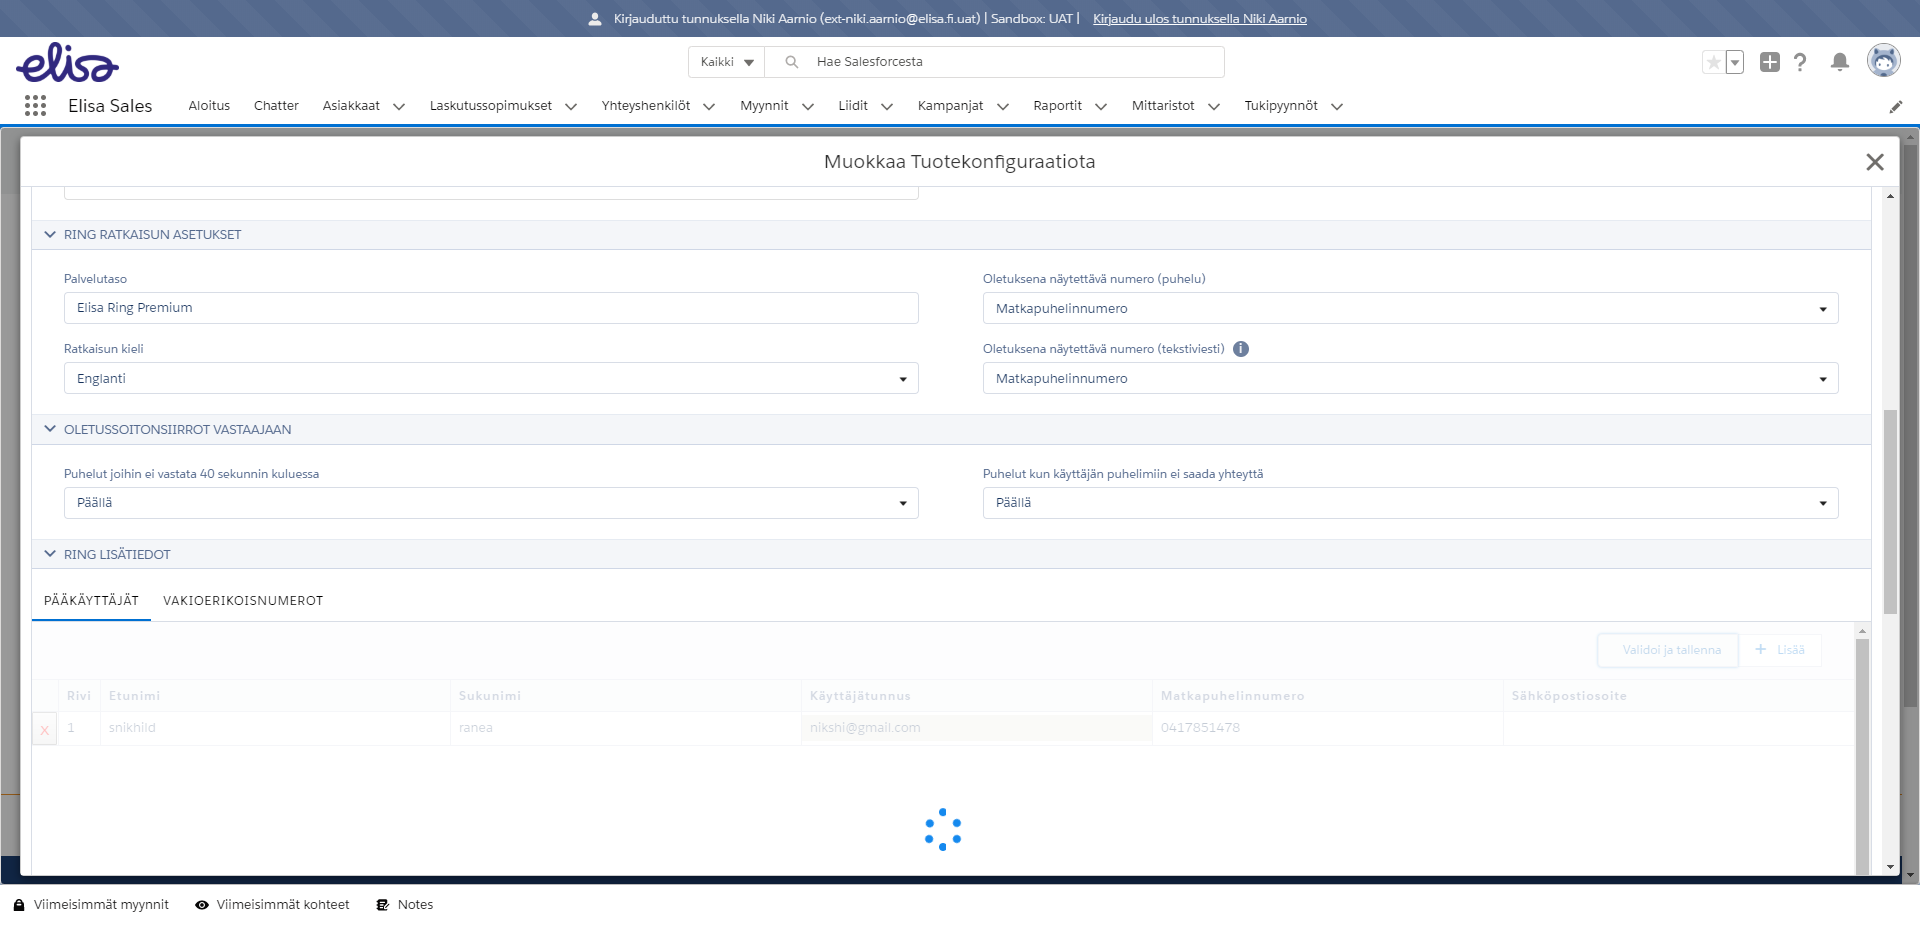 Kirjauduttu tunnuksella Niki Aarnio (ext-niki.aarnio@elisa.fi.uat) | Sandbox: UAT | Kirjaudu ulos tunnuksella Niki Aarnio
elisa
Kaikki Hae Salesforcesta
Elisa Sales Aloitus Chatter Asiakkaat Laskutussopimukset Yhteyshenkilöt Myynnit Liidit Kampanjat Raportit Mittaristot Tukipyynnöt
Muokkaa Tuotekonfiguraatiota
RING RATKAISUN ASETUKSET
Palvelutaso Oletuksena näytettävä numero (puhelu)
Elisa Ring Premium Matkapuhelinnumero
Ratkaisun kieli Oletuksena näytettävä numero (tekstiviesti)
Englanti Matkapuhelinnumero
OLETUSSOITONSIIRROT VASTAAJAAN
Puhelut joihin ei vastata 40 sekunnin kuluessa Puhelut kun käyttäjän puhelimiin ei saada yhteyttä
Päällä Päällä
RING LISÄTIEDOT
PÄÄKÄYTTÄJÄT VAKIOERIKOISNUMEROT
Validoi ja tallenna + Lisää
Rivi Etunimi Sukunimi Käyttäjätunnus Matkapuhelinnumero Sähköpostiosoite
X 1 snikhild ranea nikshi@gmail.com 0417851478
Viimeisimmät myynnit Viimeisimmät kohteet Notes